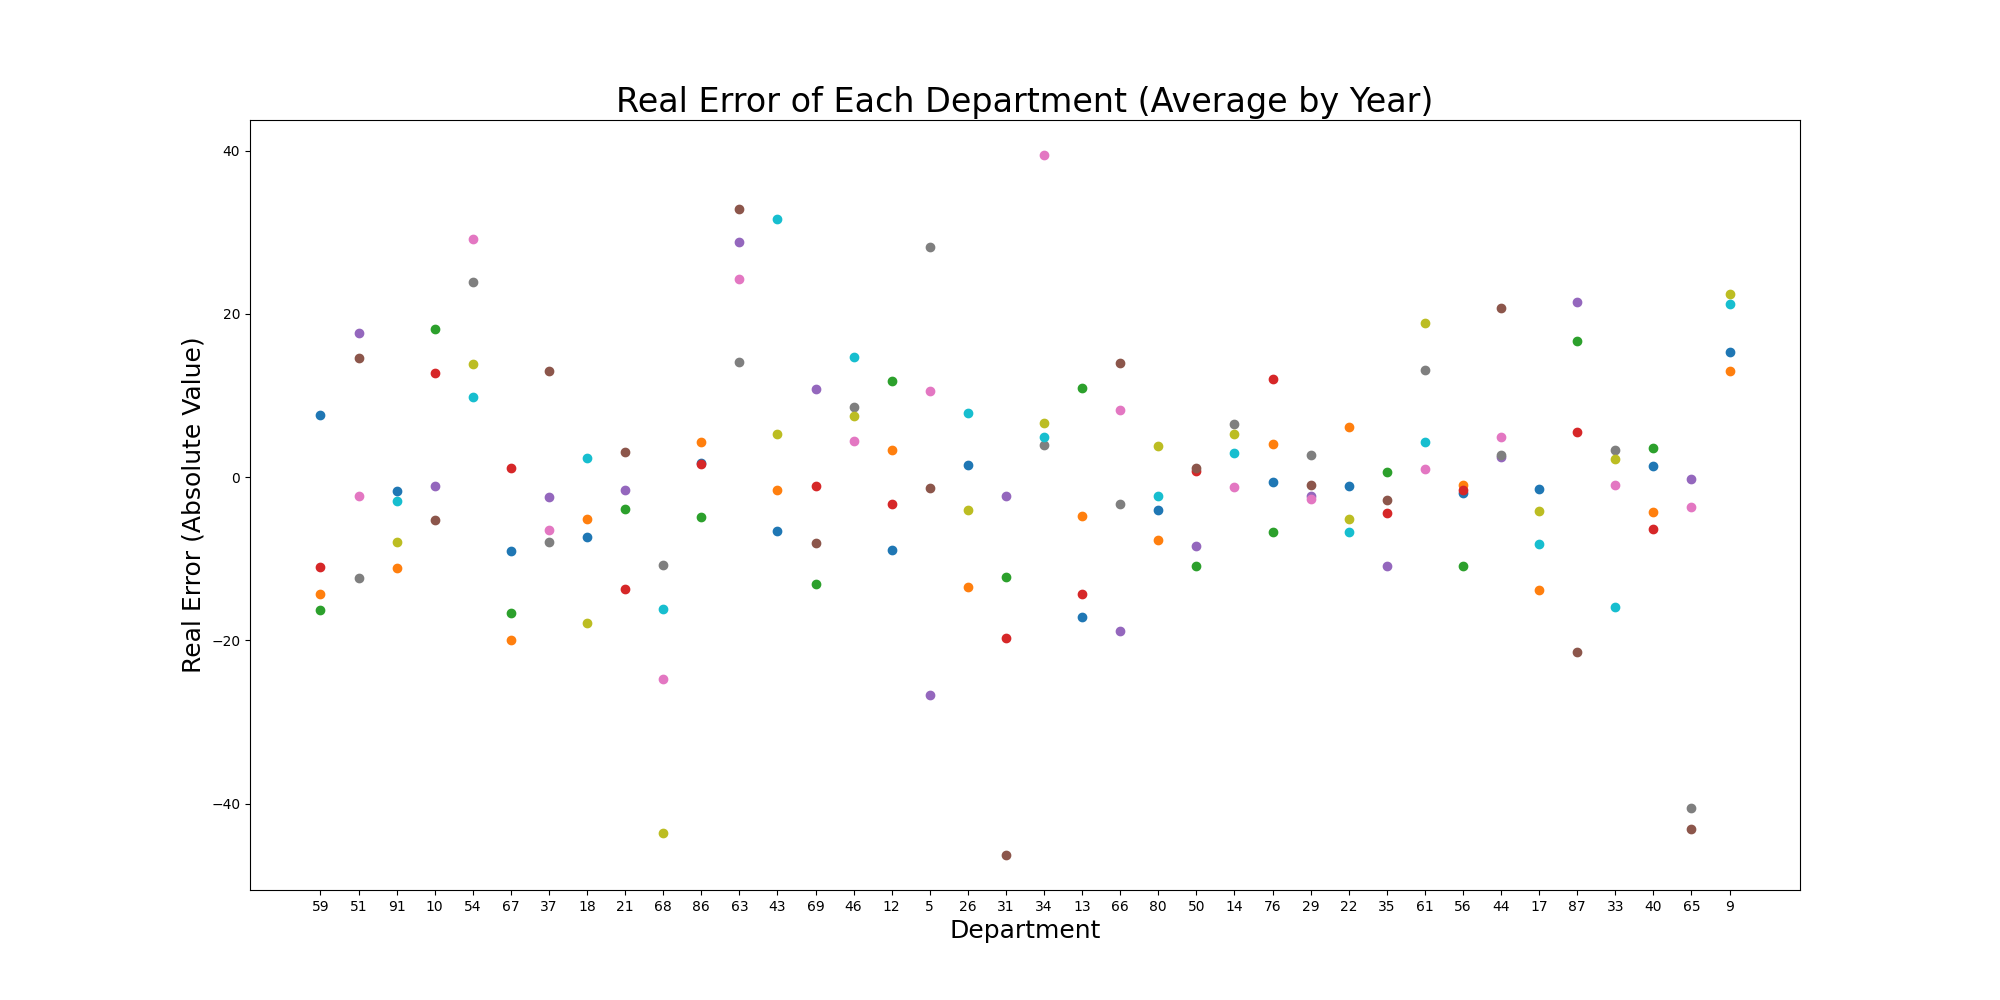 Real Error of Each Department (Average by Year)
Real Error (Absolute Value)
40
20
0
−20
−40
59 51 91 10 54 67 37 18 21 68 86 63 43 69 46 12 5 26 31 34 13 66 80 50 14 76 29 22 35 61 56 44 17 87 33 40 65 9
Department